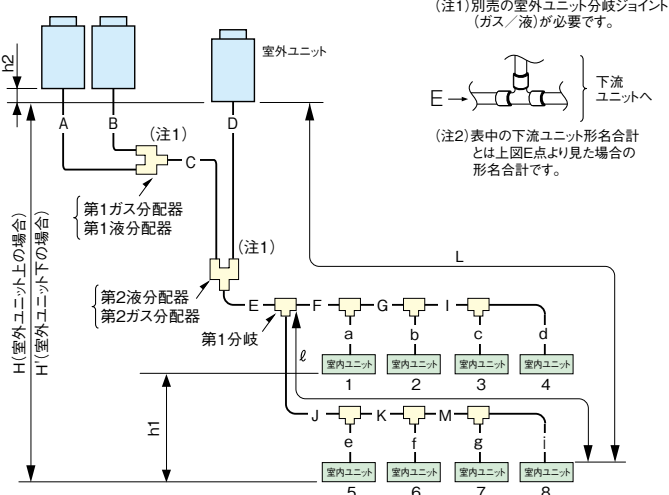 (注1)別売の室外ユニット分岐ジョイント
(ガス／液)が必要です。
h2
室外ユニット
A
B
D
(注1)
C
E
下流
ユニットへ
(注2)表中の下流ユニット形名合計
とは上図E点より見た場合の
形名合計です。
第1ガス分配器
第1液分配器
H(室外ユニット上の場合)
H'(室外ユニット下の場合)
(注1)
L
第2液分配器
第2ガス分配器
E
F
G
I
第1分岐
ℓ
a
b
c
d
室内ユニット
室内ユニット
室内ユニット
室内ユニット
1
2
3
4
h1
J
K
M
e
f
g
i
室内ユニット
室内ユニット
室内ユニット
室内ユニット
5
6
7
8